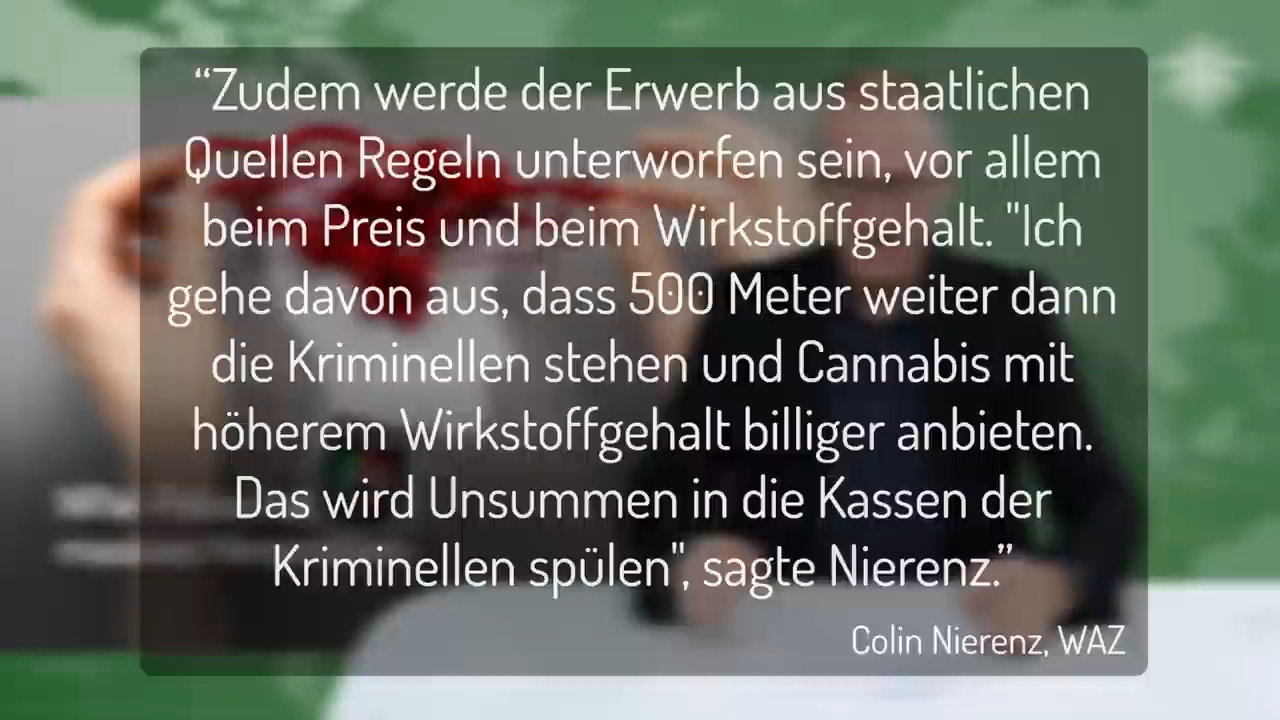 “Zudem werde der Erwerb aus staatlichen
Quellen Regeln unterworfen sein, vor allem
beim Preis und beim Wirkstoffgehalt. "Ich
gehe davon aus, dass 500 Meter weiter dann
die Kriminellen stehen und Cannabis mit
höherem Wirkstoffgehalt billiger anbieten.
Das wird Unsummen in die Kassen der
Kriminellen spülen", sagte Nierenz.”
Colin Nierenz, WAZ